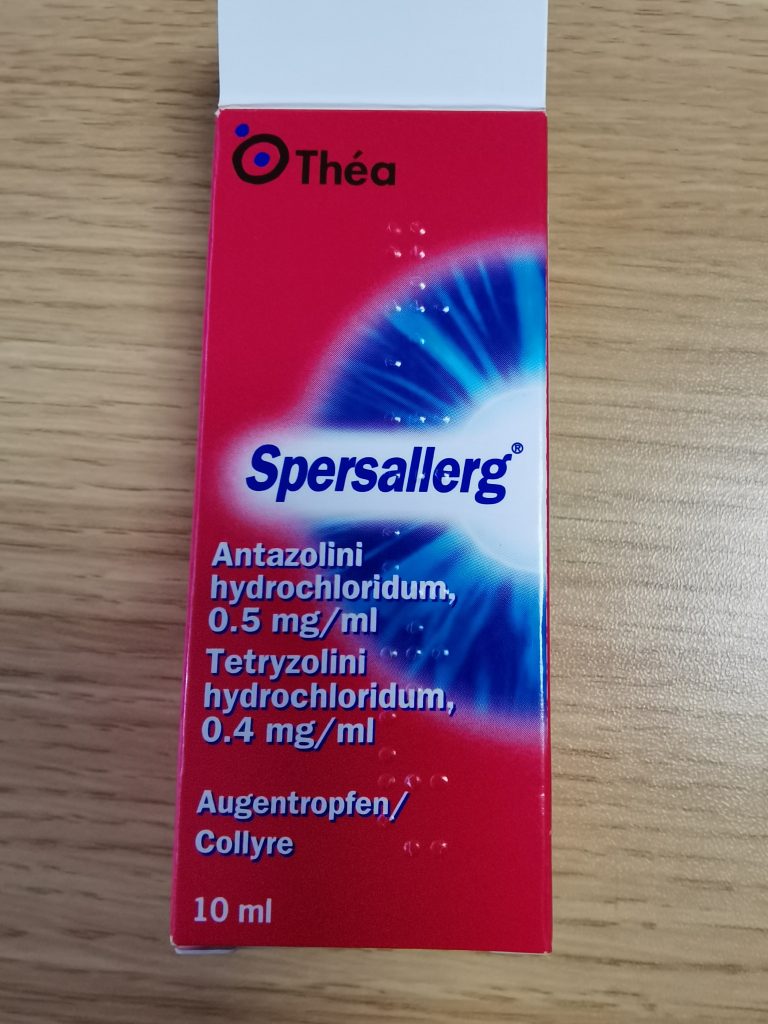 Théa
Spersallerg®
Antazolini
hydrochloridum,
0.5 mg/ml
Tetryzolini
hydrochloridum,
0.4 mg/ml
Augentropfen/
Collyre
10 ml